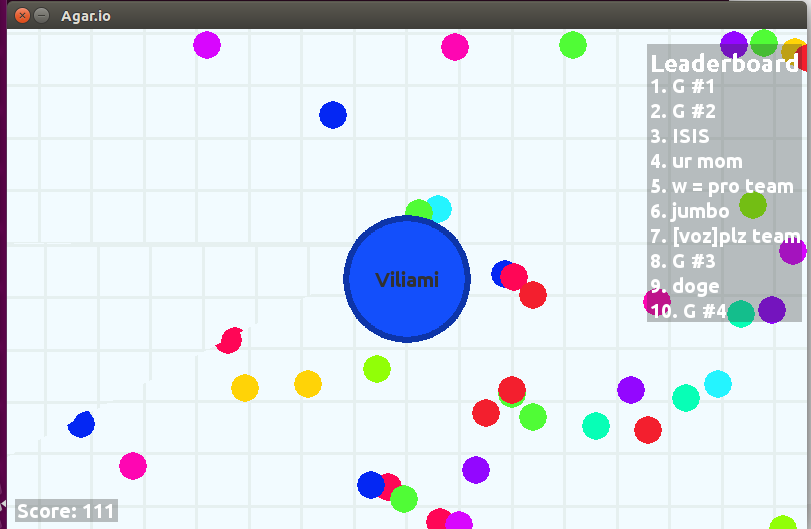 Agar.io
Leaderboard
1. G #1
2. G #2
3. ISIS
4. ur mom
5. w = pro team
6. jumbo
7. [voz]plz team
8. G #3
9. doge
10. G #4
Viliami
Score: 111